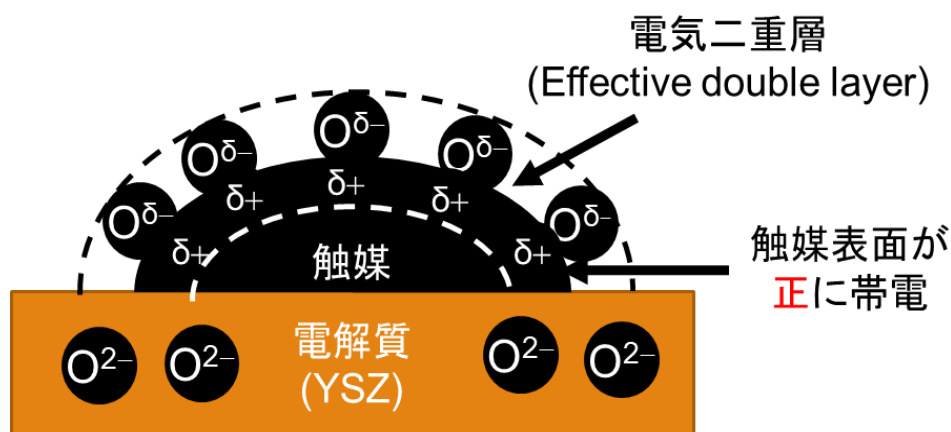 電気二重層
(Effective double layer)
Oδ−
Oδ−
Oδ−
Oδ−
Oδ−
δ+
δ+
δ+
δ+
δ+
触媒
触媒表面が
正に帯電
電解質
(YSZ)
O2−
O2−
O2−
O2−